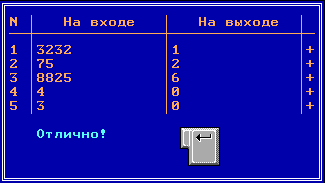 N На входе На выходе
1 3232 1 +
2 75 2 +
3 8825 6 +
4 4 0 +
5 3 0 +
Отлично!